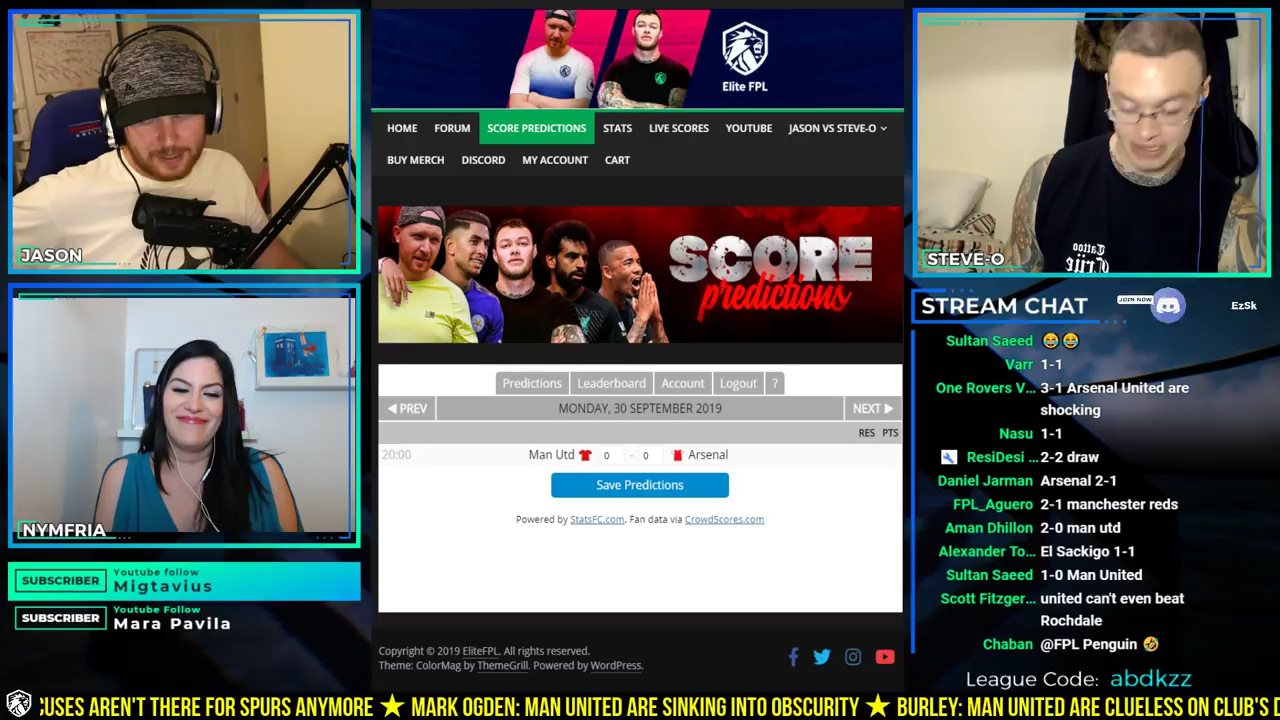 JASON
NYMFRIA
SUBSCRIBER
Youtube follow
Migtavius
SUBSCRIBER
Youtube Follow
Mara Pavila
Elite FPL
HOME FORUM SCORE PREDICTIONS STATS LIVE SCORES YOUTUBE JASON VS STEVE-O
BUY MERCH DISCORD MY ACCOUNT CART
SCORE
predictions
Predictions Leaderboard Account Logout ?
PREV MONDAY, 30 SEPTEMBER 2019 NEXT
RES PTS
20:00 Man Utd 0 - 0 Arsenal
Save Predictions
Powered by StatsFC.com. Fan data via CrowdScores.com
Copyright © 2019 EliteFPL. All rights reserved.
Theme: ColorMag by ThemeGrill. Powered by WordPress.
STEVE-O
STREAM CHAT JOIN NOW EzSk
Sultan Saeed 😂😂
Varr 1-1
One Rovers V... 3-1 Arsenal United are
shocking
Nasu 1-1
ResiDesi ... 2-2 draw
Daniel Jarman Arsenal 2-1
FPL_Aguero 2-1 manchester reds
Aman Dhillon 2-0 man utd
Alexander To... El Sackigo 1-1
Sultan Saeed 1-0 Man United
Scott Fitzger... united can't even beat
Rochdale
Chaban @FPL Penguin 🤣
League Code: abdkzz
CUSES AREN'T THERE FOR SPURS ANYMORE ★ MARK OGDEN: MAN UNITED ARE SINKING INTO OBSCURITY ★ BURLEY: MAN UNITED ARE CLUELESS ON CLUB'S